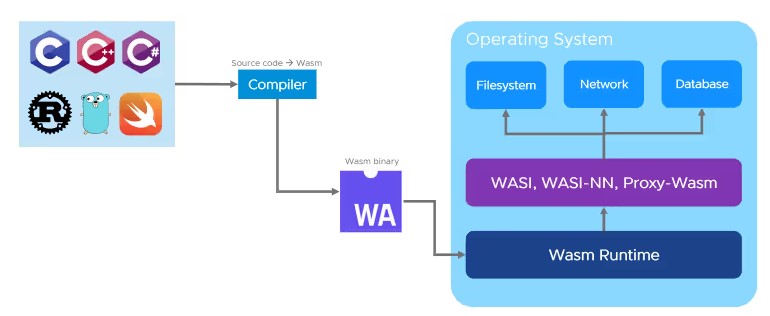 C
C++
C#
R
Source code → Wasm
Compiler
Wasm binary
WA
Operating System
Filesystem
Network
Database
WASI, WASI-NN, Proxy-Wasm
Wasm Runtime